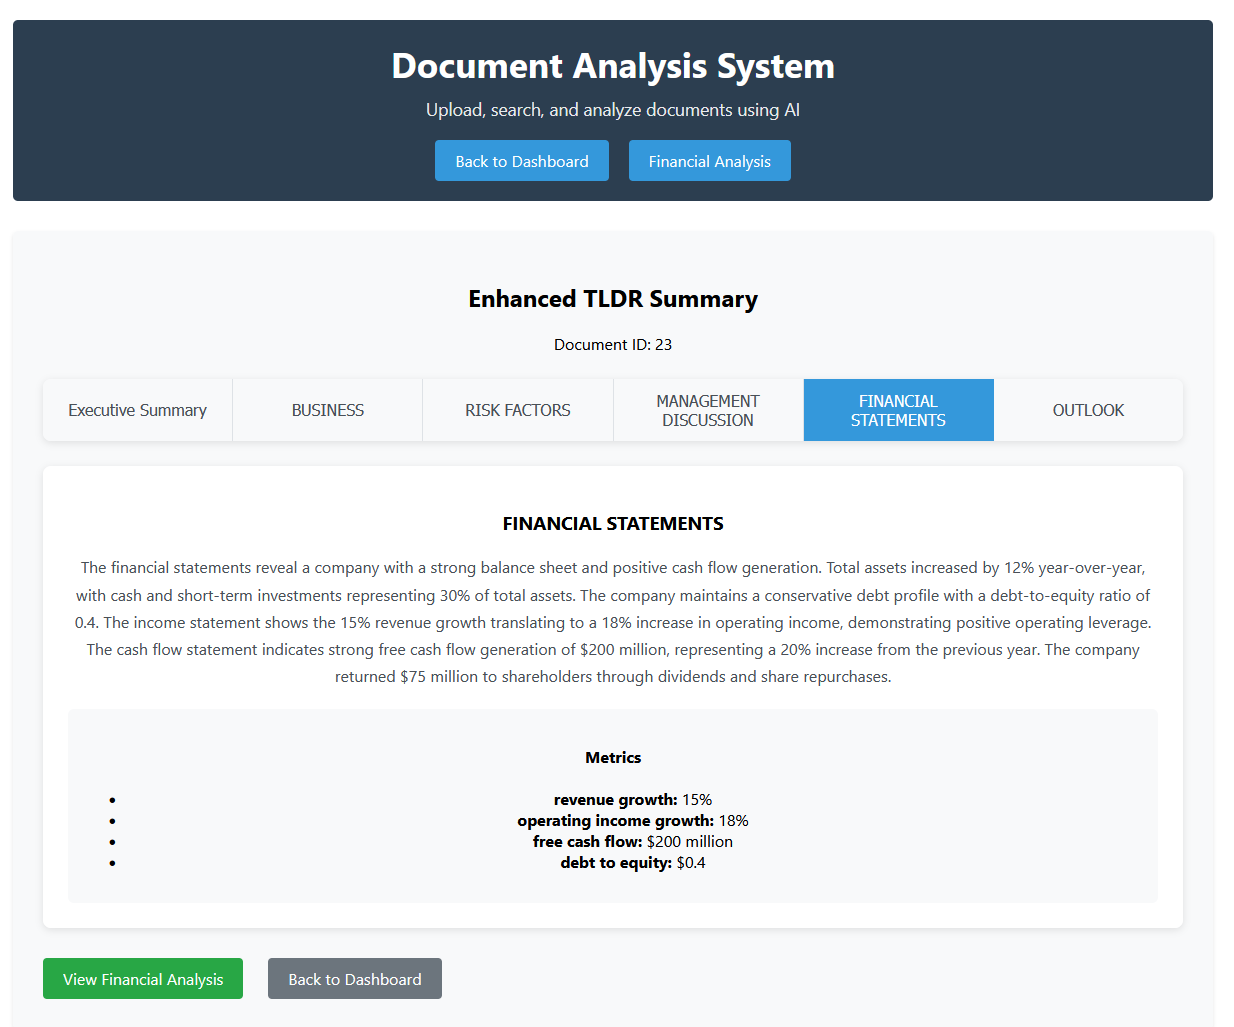 Document Analysis System
Upload, search, and analyze documents using AI
Back to Dashboard
Financial Analysis
Enhanced TLDR Summary
Document ID: 23
Executive Summary
BUSINESS
RISK FACTORS
MANAGEMENT
DISCUSSION
FINANCIAL
STATEMENTS
OUTLOOK
FINANCIAL STATEMENTS
The financial statements reveal a company with a strong balance sheet and positive cash flow generation. Total assets increased by 12% year-over-year,
with cash and short-term investments representing 30% of total assets. The company maintains a conservative debt profile with a debt-to-equity ratio of
0.4. The income statement shows the 15% revenue growth translating to a 18% increase in operating income, demonstrating positive operating leverage.
The cash flow statement indicates strong free cash flow generation of $200 million, representing a 20% increase from the previous year. The company
returned $75 million to shareholders through dividends and share repurchases.
Metrics
• revenue growth: 15%
• operating income growth: 18%
• free cash flow: $200 million
• debt to equity: $0.4
View Financial Analysis
Back to Dashboard